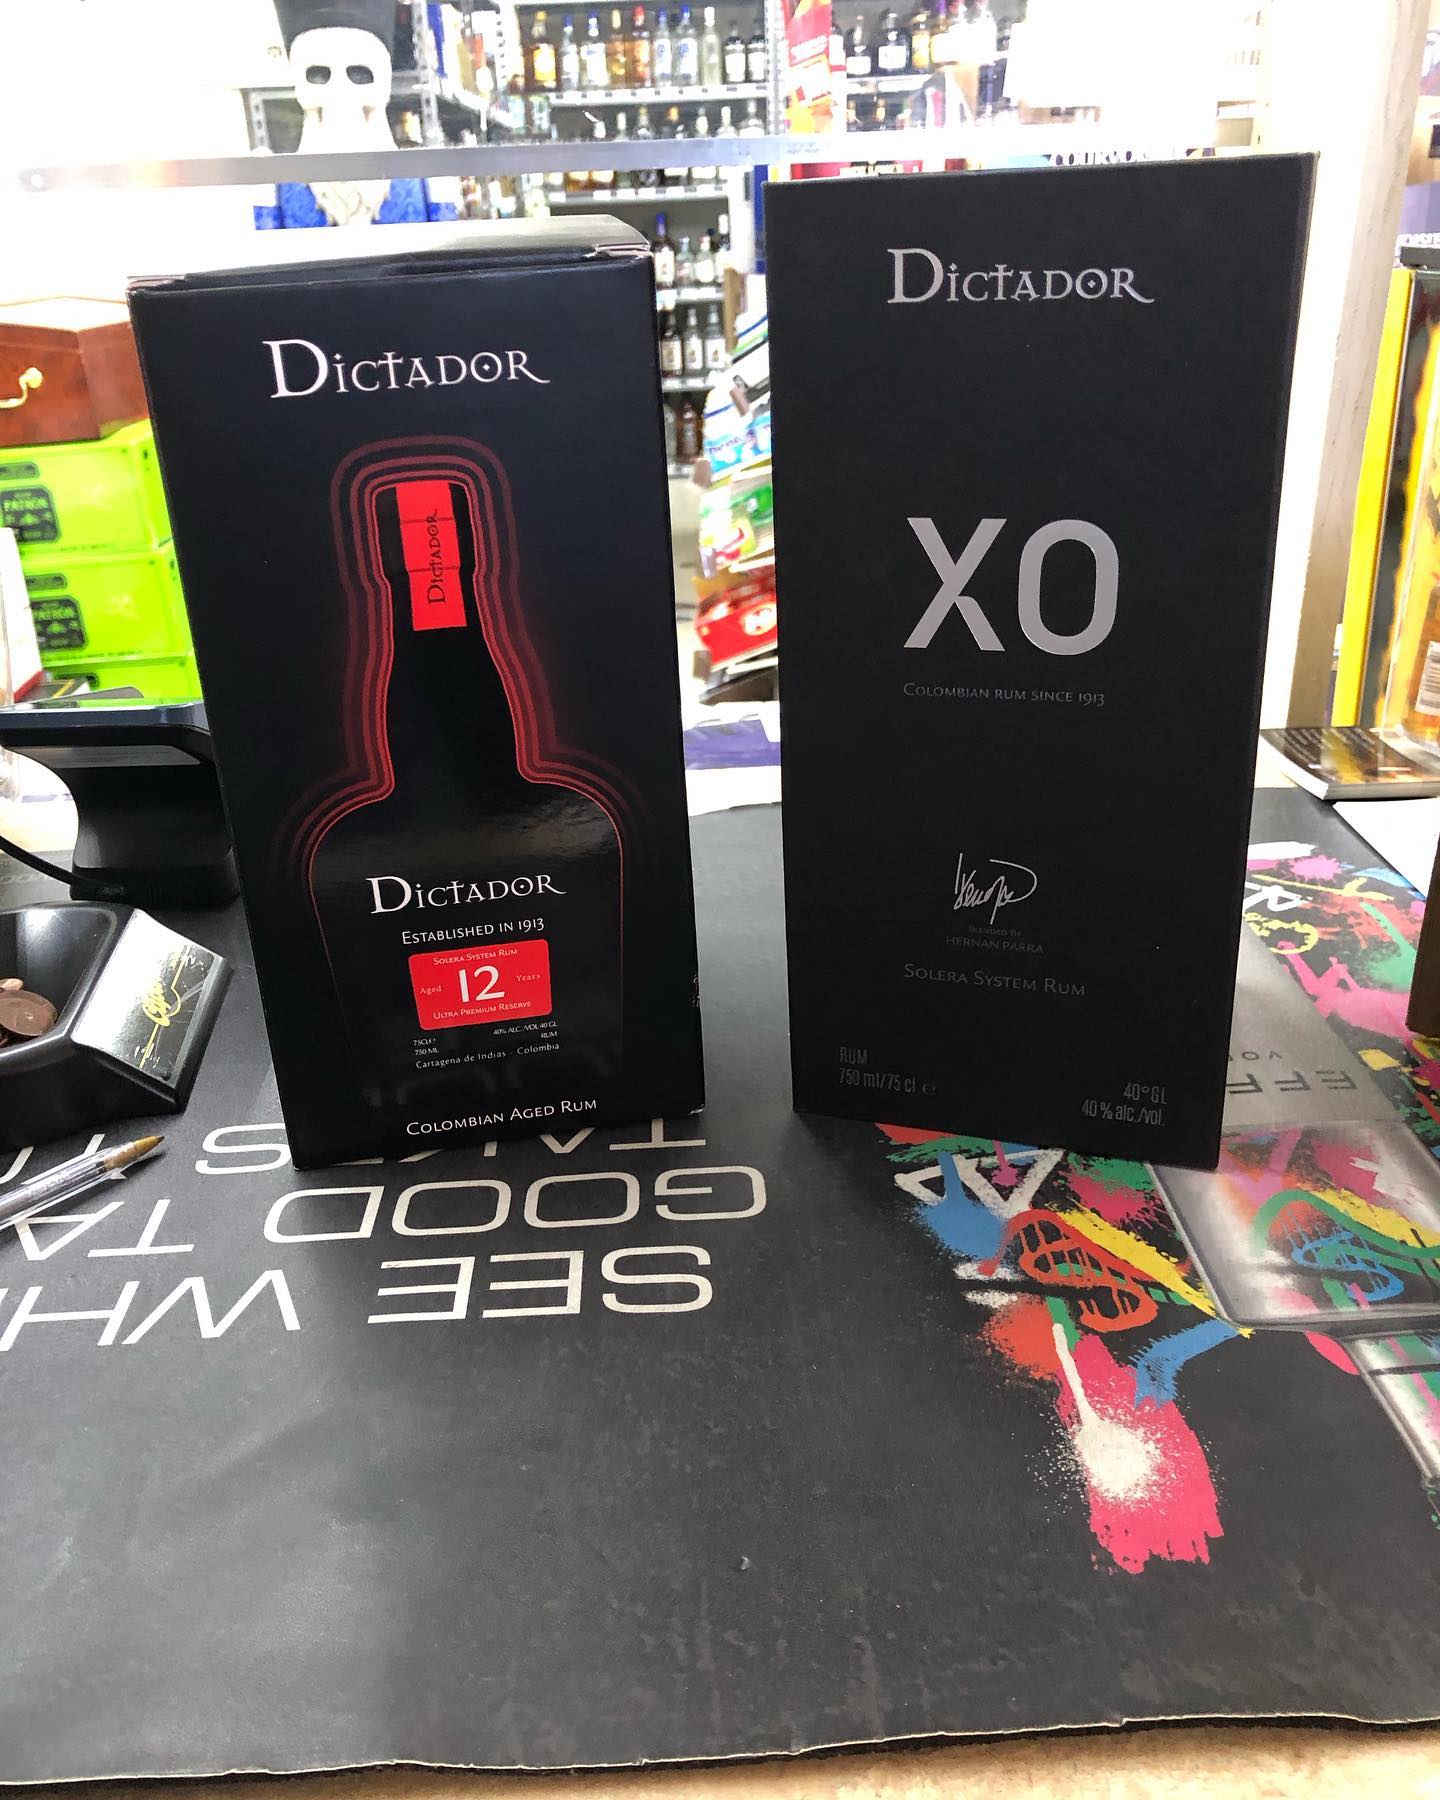 Dictador
Dictador
Dictador
Established in 1913
Solera System Rum
Aged 12 Years
Ultra Premium Reserve
75CLe
750 ML
40% ALC./VOL 40 GL
RUM
Cartagena de Indias - Colombia
Colombian Aged Rum
Dictador
XO
Colombian rum since 1913
Blended by
Hernan Parra
Solera System Rum
RUM
750 ml/75 cl e
40°GL
40% alc./vol.
PATRON
PATRON
SEE WH
GOOD TA